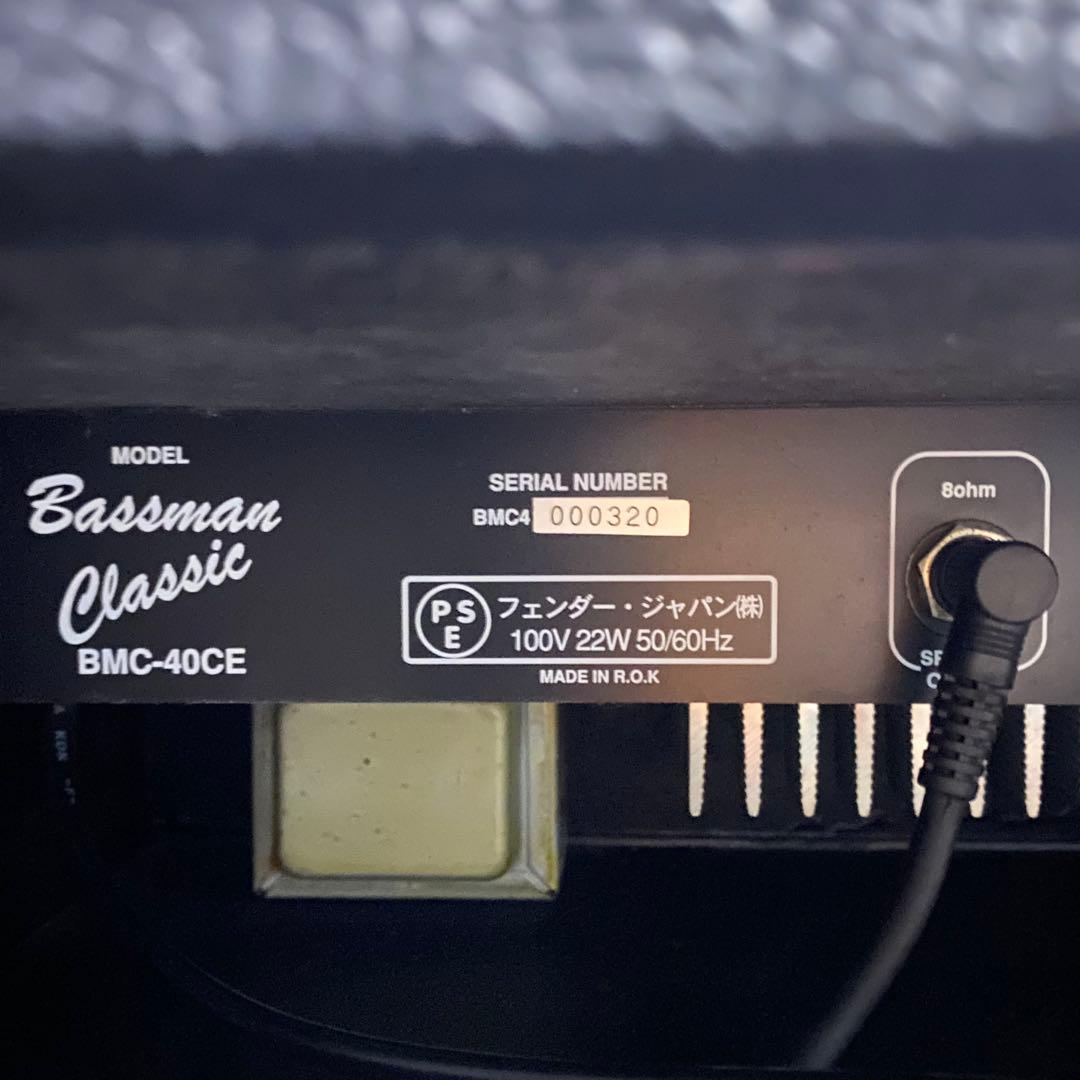 MODEL
Bassman
Classic
BMC-40CE
SERIAL NUMBER
BMC4 000320
PSE
フェンダー・ジャパン㈱
100V 22W 50/60Hz
MADE IN R.O.K
8ohm